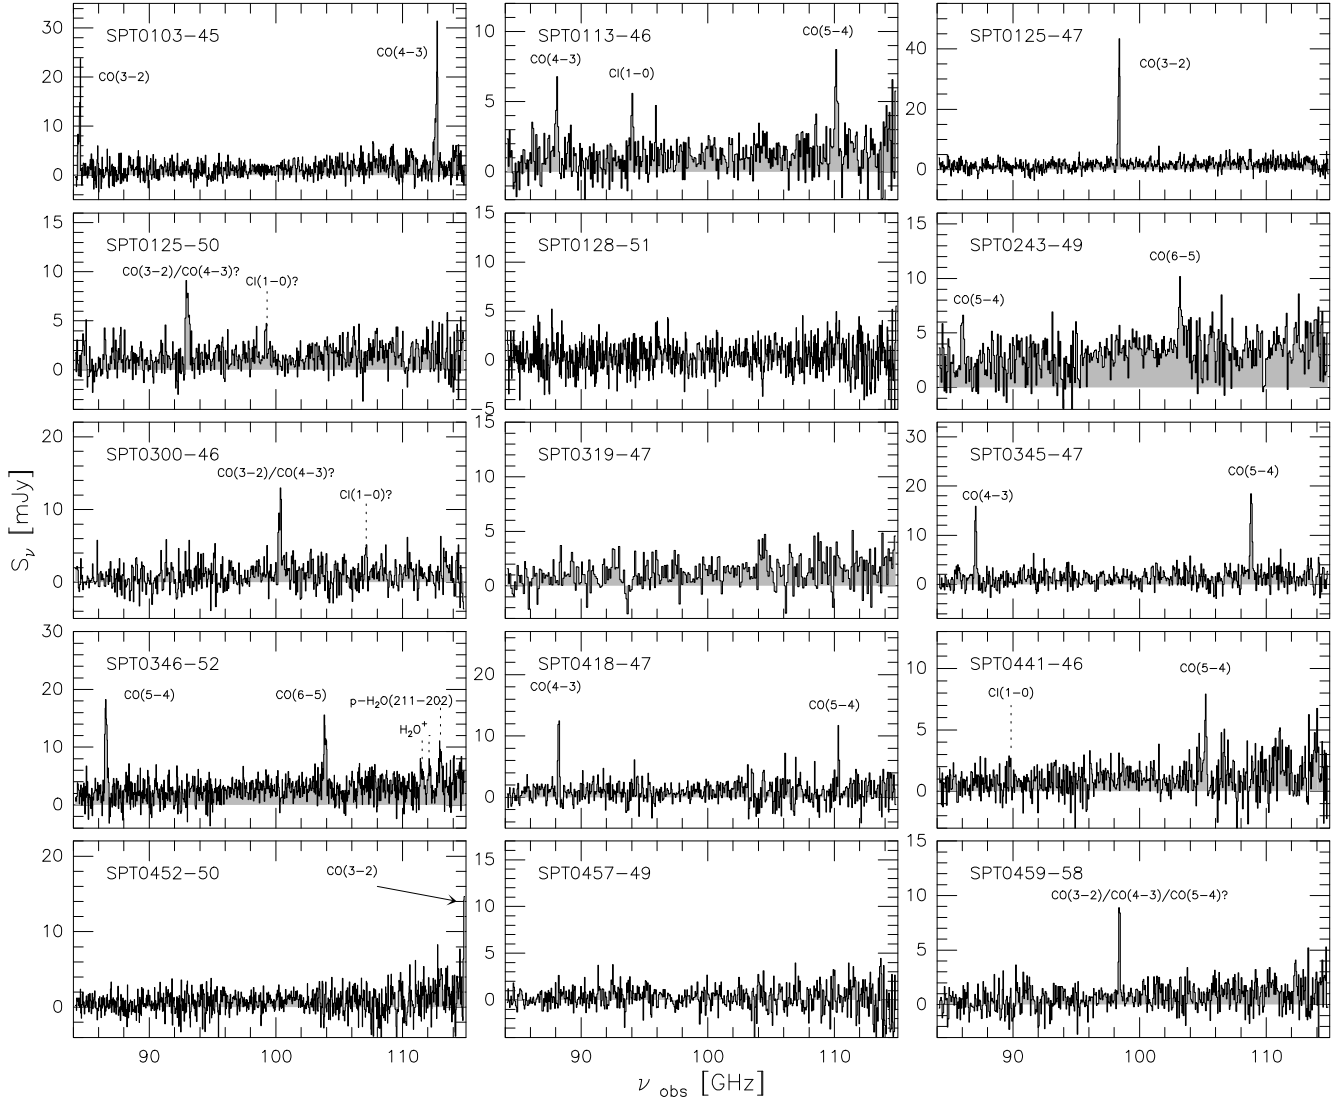 SPT0103-45
CO(3-2)
CO(4-3)
30
20
10
0
SPT0113-46
CO(4-3)
CI(1-0)
CO(5-4)
10
5
0
SPT0125-47
CO(3-2)
40
20
0
SPT0125-50
CO(3-2)/CO(4-3)?
CI(1-0)?
15
10
5
0
SPT0128-51
15
10
5
0
-5
SPT0243-49
CO(5-4)
CO(6-5)
15
10
5
0
SPT0300-46
CO(3-2)/CO(4-3)?
CI(1-0)?
20
10
0
SPT0319-47
15
10
5
0
SPT0345-47
CO(4-3)
CO(5-4)
30
20
10
0
SPT0346-52
CO(5-4)
CO(6-5)
p-H₂O(211-202)
H₂O⁺
30
20
10
0
SPT0418-47
CO(4-3)
CO(5-4)
20
10
0
SPT0441-46
CI(1-0)
CO(5-4)
10
5
0
SPT0452-50
CO(3-2)
20
10
0
SPT0457-49
15
10
5
0
SPT0459-58
CO(3-2)/CO(4-3)/CO(5-4)?
15
10
5
0
90 100 110
90 100 110
90 100 110
S_ν [mJy]
ν obs [GHz]